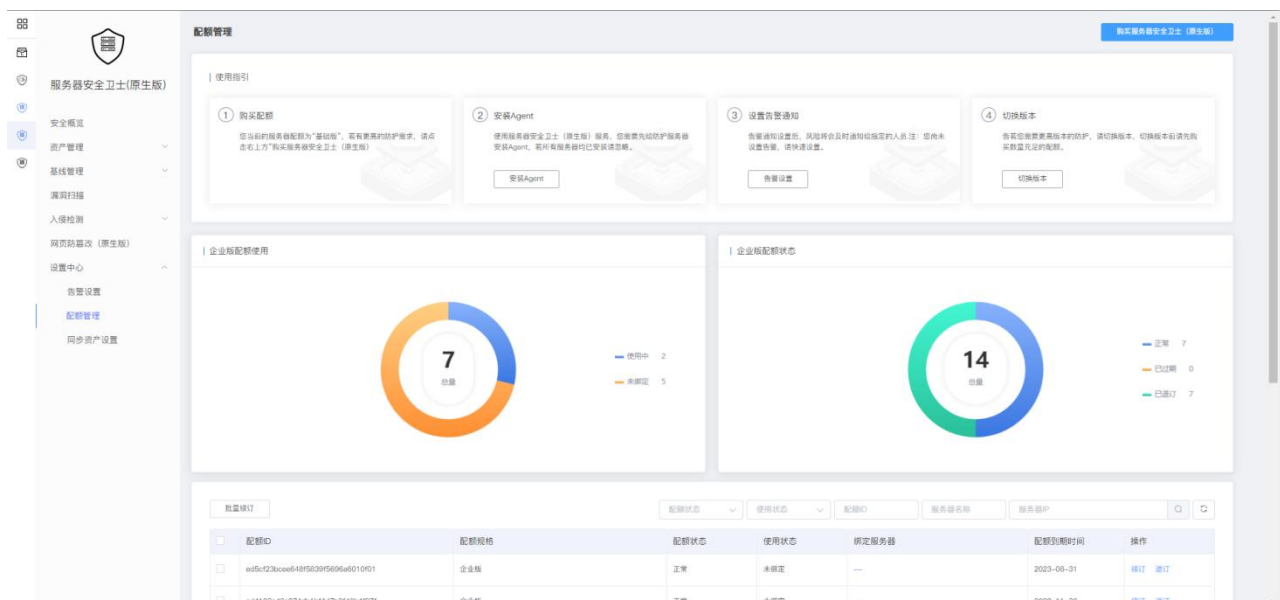 配额管理
购买服务器安全卫士（原生版）
服务器安全卫士(原生版)
安全概览
资产管理
基线管理
漏洞扫描
入侵检测
网页防篡改（原生版）
设置中心
告警设置
配额管理
同步资产设置
使用指引
1 购买配额
您当前的服务器配额为“基础版”，若有更高的防护需求，请点
击右上方“购买服务器安全卫士（原生版）
2 安装Agent
使用服务器安全卫士（原生版）服务，您需要先给防护服务器
安装Agent，若所有服务器均已安装请忽略。
安装Agent
3 设置告警通知
告警通知设置后，风险将会及时通知给指定的人员.注：您尚未
设置告警，请快速设置。
告警设置
4 切换版本
告若您需要更高版本的防护，请切换版本，切换版本前请先购
买数量充足的配额。
切换版本
企业版配额使用
7
总量
使用中 2
未绑定 5
企业版配额状态
14
总量
正常 7
已过期 0
已退订 7
批量续订
配额状态
使用状态
配额ID
服务器名称
服务器IP
配额ID 配额规格 配额状态 使用状态 绑定服务器 配额到期时间 操作
企业版 正常 未绑定 --- 2023-08-31 续订 退订